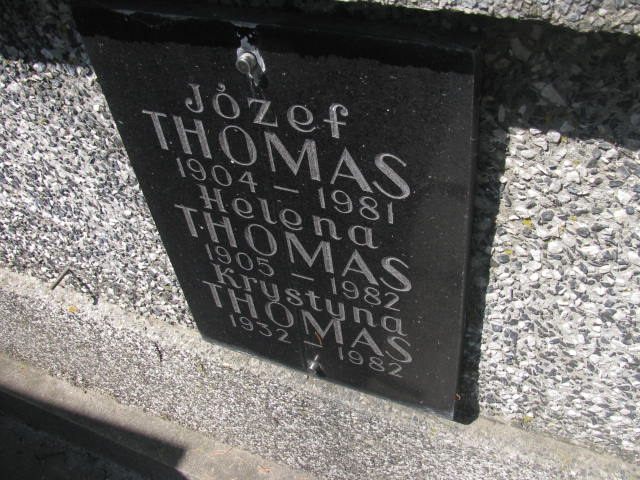 Józef
THOMAS
1904 – 1981
Helena
THOMAS
1905 – 1982
Krystyna
THOMAS
1932 – 1982